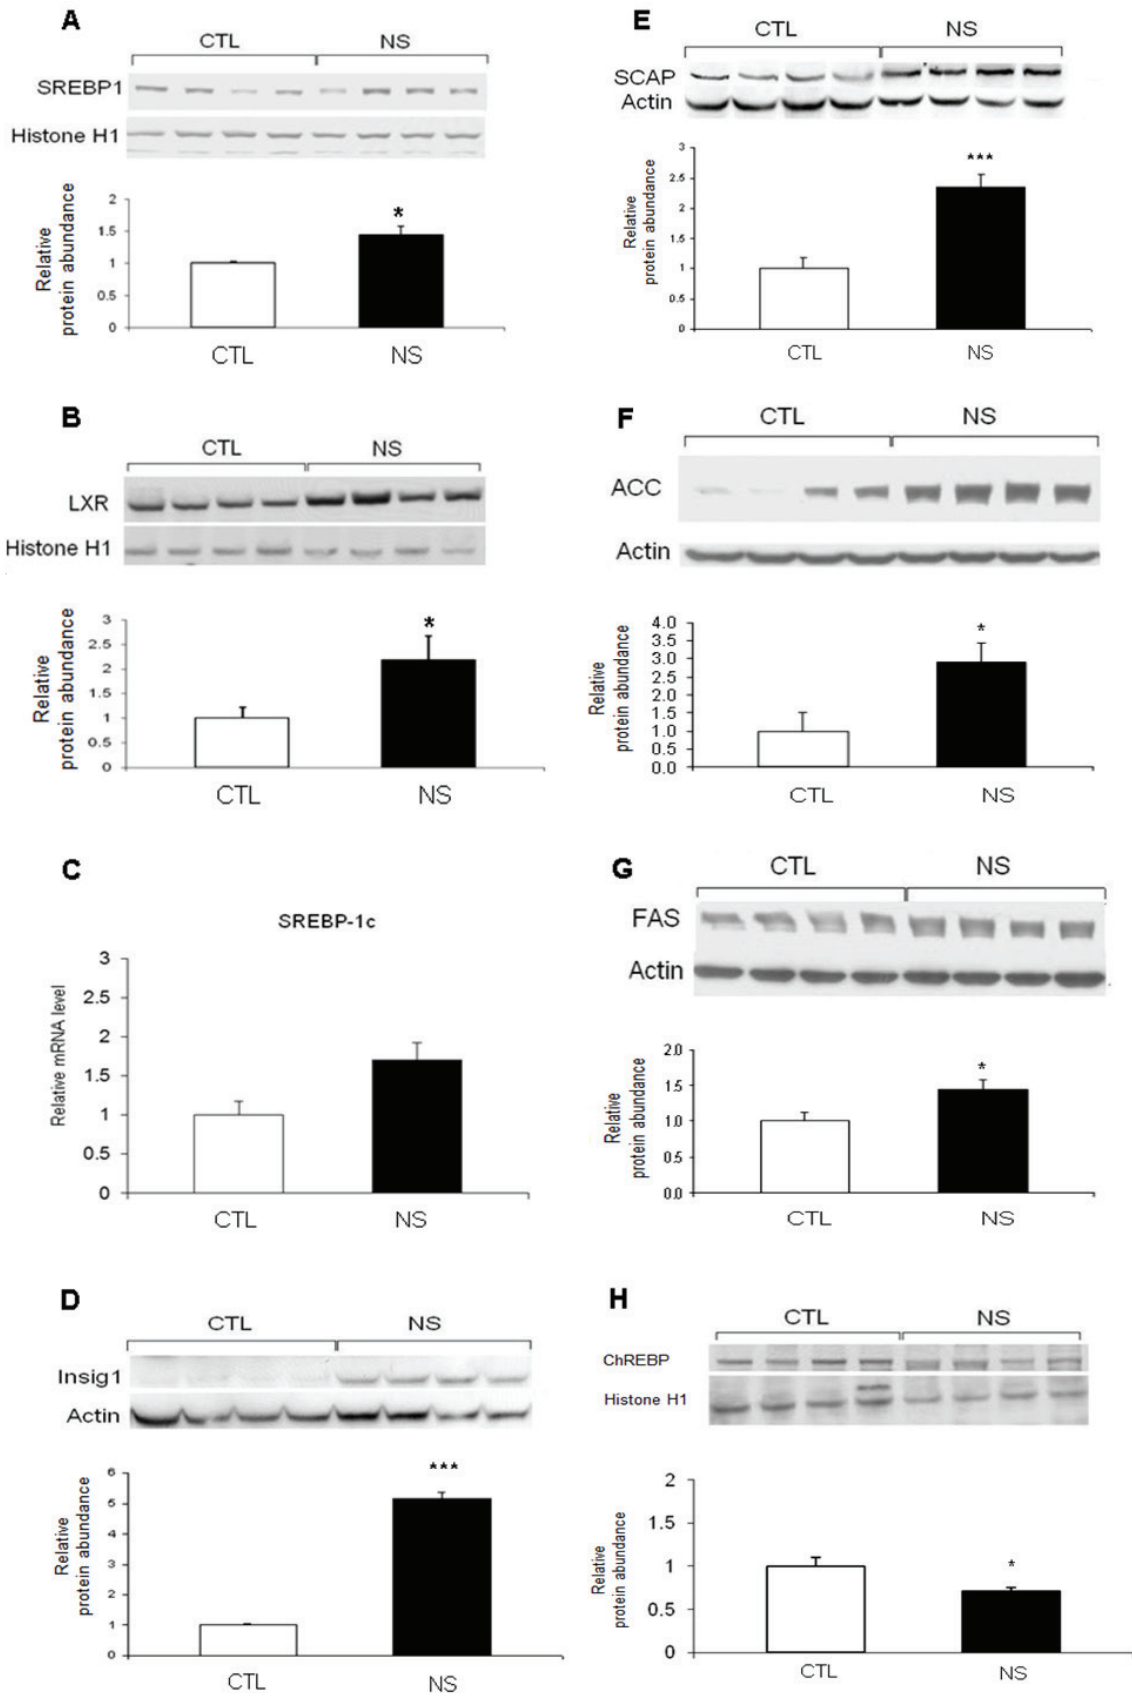 A
CTL NS
SREBP1
Histone H1
Relative
protein abundance
2
1.5
1
0.5
0
*
CTL NS
B
CTL NS
LXR
Histone H1
Relative
protein abundance
3
2.5
2
1.5
1
0.5
0
*
CTL NS
C
SREBP-1c
Relative mRNA level
3
2.5
2
1.5
1
0.5
0
CTL NS
D
CTL NS
Insig1
Actin
Relative
protein abundance
6
5
4
3
2
1
0
***
CTL NS
E
CTL NS
SCAP
Actin
Relative
protein abundance
3
2.5
2
1.5
1
0.5
0
***
CTL NS
F
CTL NS
ACC
Actin
Relative
protein abundance
4.0
3.5
3.0
2.5
2.0
1.5
1.0
0.5
0.0
*
CTL NS
G
CTL NS
FAS
Actin
Relative
protein abundance
2.0
1.5
1.0
0.5
0.0
*
CTL NS
H
CTL NS
ChREBP
Histone H1
Relative
protein abundance
2
1.5
1
0.5
0
*
CTL NS